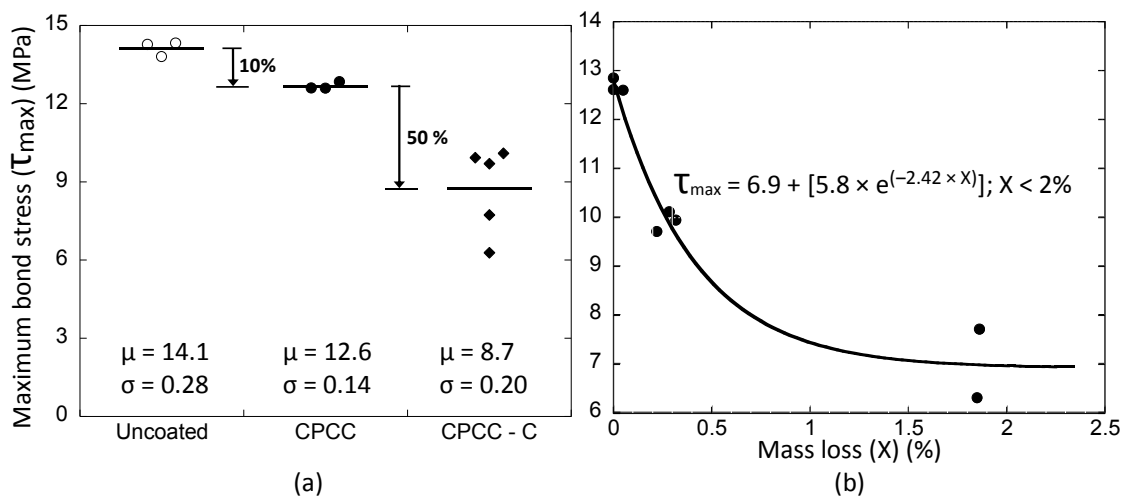 Maximum bond stress (τmax) (MPa)
15
12
9
6
3
0
10%
50 %
μ = 14.1
σ = 0.28
μ = 12.6
σ = 0.14
μ = 8.7
σ = 0.20
Uncoated
CPCC
CPCC - C
(a)
14
13
12
11
10
9
8
7
6
τmax = 6.9 + [5.8 × e(–2.42 × X)]; X < 2%
0
0.5
1
1.5
2
2.5
Mass loss (X) (%)
(b)